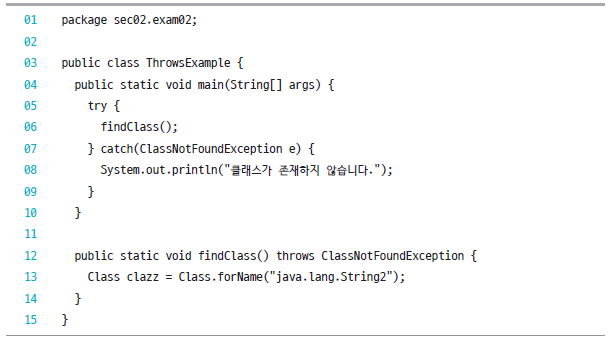 01 package sec02.exam02;
02
03 public class ThrowsExample {
04 public static void main(String[] args) {
05 try {
06 findClass();
07 } catch(ClassNotFoundException e) {
08 System.out.println("클래스가 존재하지 않습니다.");
09 }
10 }
11
12 public static void findClass() throws ClassNotFoundException {
13 Class clazz = Class.forName("java.lang.String2");
14 }
15 }